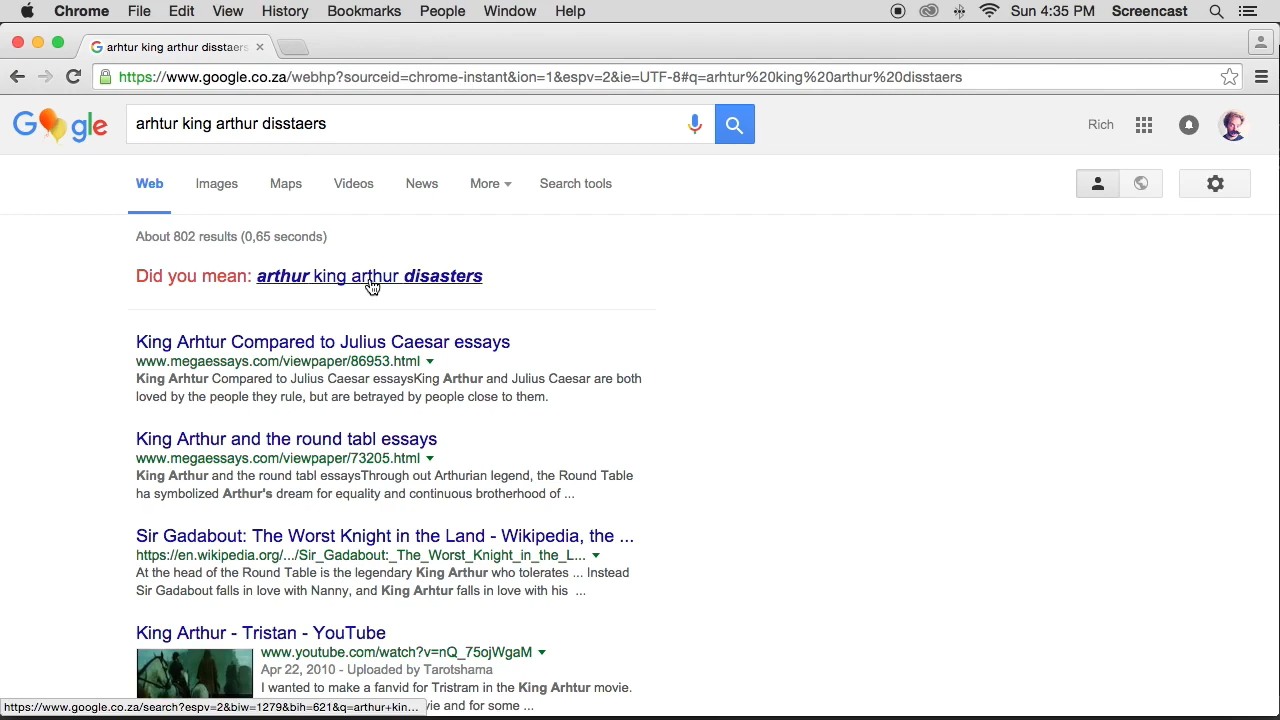 Chrome File Edit View History Bookmarks People Window Help Sun 4:35 PM Screencast
arhtur king arthur disstaers
https://www.google.co.za/webhp?sourceid=chrome-instant&ion=1&espv=2&ie=UTF-8#q=arhtur%20king%20arthur%20disstaers
Google arhtur king arthur disstaers Rich
Web Images Maps Videos News More Search tools
About 802 results (0,65 seconds)
Did you mean: arthur king arthur disasters
King Arhtur Compared to Julius Caesar essays
www.megaessays.com/viewpaper/86953.html
King Arhtur Compared to Julius Caesar essaysKing Arthur and Julius Caesar are both
loved by the people they rule, but are betrayed by people close to them.
King Arthur and the round tabl essays
www.megaessays.com/viewpaper/73205.html
King Arthur and the round tabl essaysThrough out Arthurian legend, the Round Table
ha symbolized Arthur's dream for equality and continuous brotherhood of ...
Sir Gadabout: The Worst Knight in the Land - Wikipedia, the ...
https://en.wikipedia.org/.../Sir_Gadabout:_The_Worst_Knight_in_the_L...
At the head of the Round Table is the legendary King Arthur who tolerates ... Instead
Sir Gadabout falls in love with Nanny, and King Arhtur falls in love with his ...
King Arthur - Tristan - YouTube
www.youtube.com/watch?v=nQ_75ojWgaM
Apr 22, 2010 - Uploaded by Tarotshama
I wanted to make a fanvid for Tristram in the King Arhtur movie.
https://www.google.co.za/search?espv=2&biw=1279&bih=621&q=arthur+kin... vie and for some ...